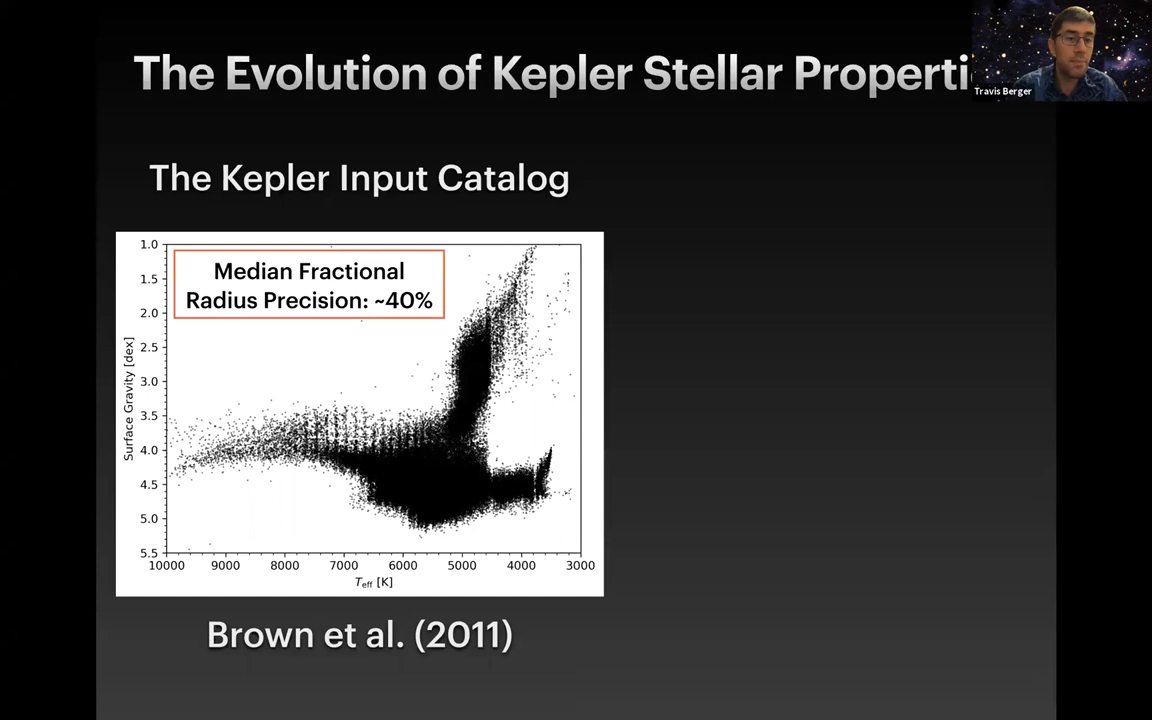 The Evolution of Kepler Stellar Properti
Travis Berger
The Kepler Input Catalog
Median Fractional
Radius Precision: ~40%
1.0
1.5
2.0
2.5
3.0
3.5
4.0
4.5
5.0
5.5
Surface Gravity [dex]
10000 9000 8000 7000 6000 5000 4000 3000
Teff [K]
Brown et al. (2011)